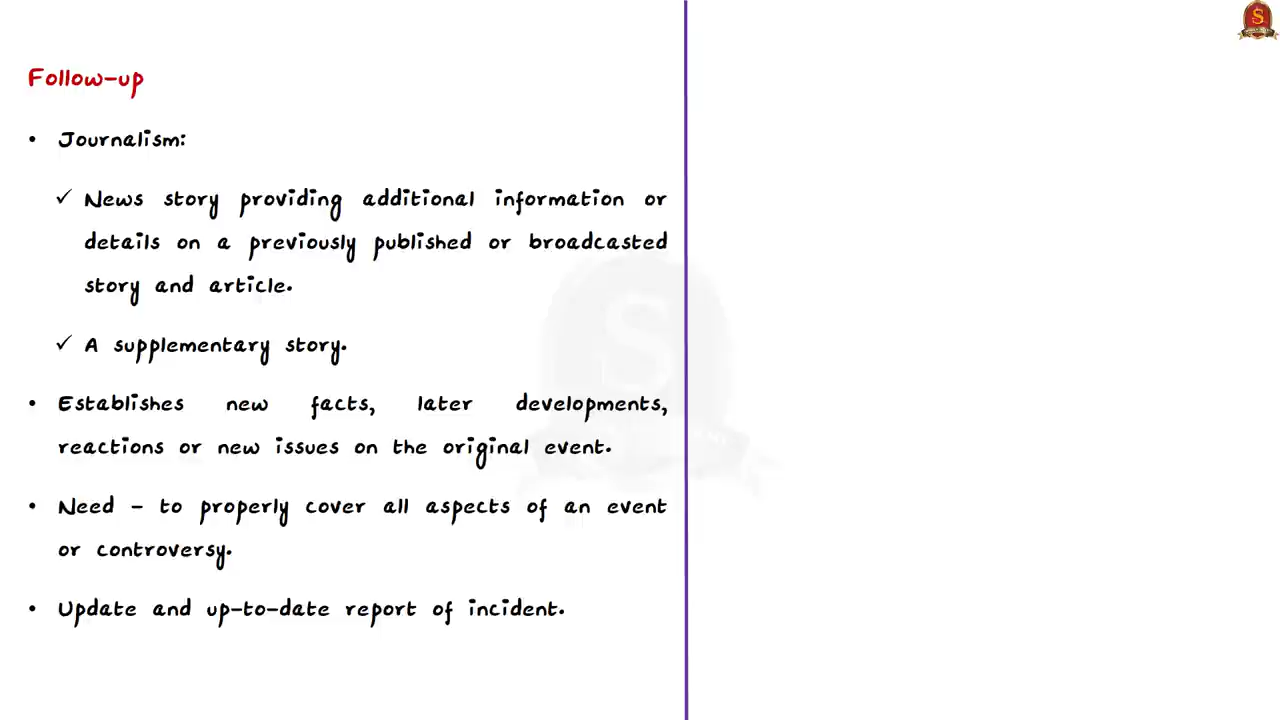 Follow-up
• Journalism:
✓ News story providing additional information or
details on a previously published or broadcasted
story and article.
✓ A supplementary story.
• Establishes new facts, later developments,
reactions or new issues on the original event.
• Need - to properly cover all aspects of an event
or controversy.
• Update and up-to-date report of incident.